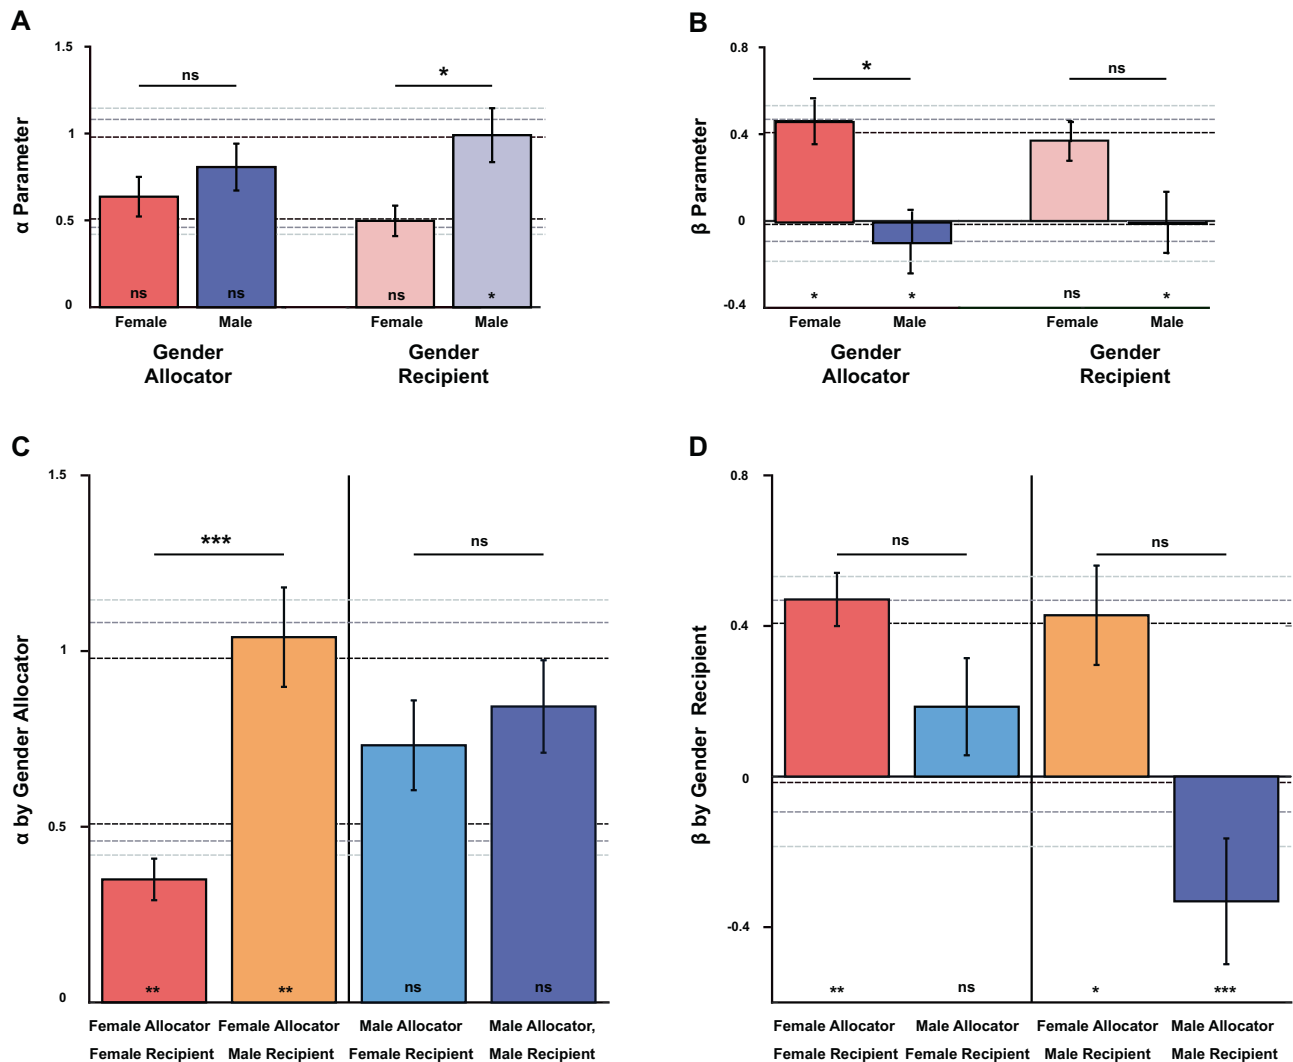 A
1.5
1
0.5
0
α Parameter
ns
*
ns
ns
ns
*
Female
Male
Female
Male
Gender
Allocator
Gender
Recipient
B
0.8
0.4
0
-0.4
β Parameter
*
ns
*
*
ns
*
Female
Male
Female
Male
Gender
Allocator
Gender
Recipient
C
1.5
1
0.5
0
α by Gender Allocator
***
ns
**
**
ns
ns
Female Allocator
Female Recipient
Female Allocator
Male Recipient
Male Allocator
Female Recipient
Male Allocator,
Male Recipient
D
0.8
0.4
0
-0.4
β by Gender Recipient
ns
ns
**
ns
*
***
Female Allocator
Female Recipient
Male Allocator
Female Recipient
Female Allocator
Male Recipient
Male Allocator
Male Recipient